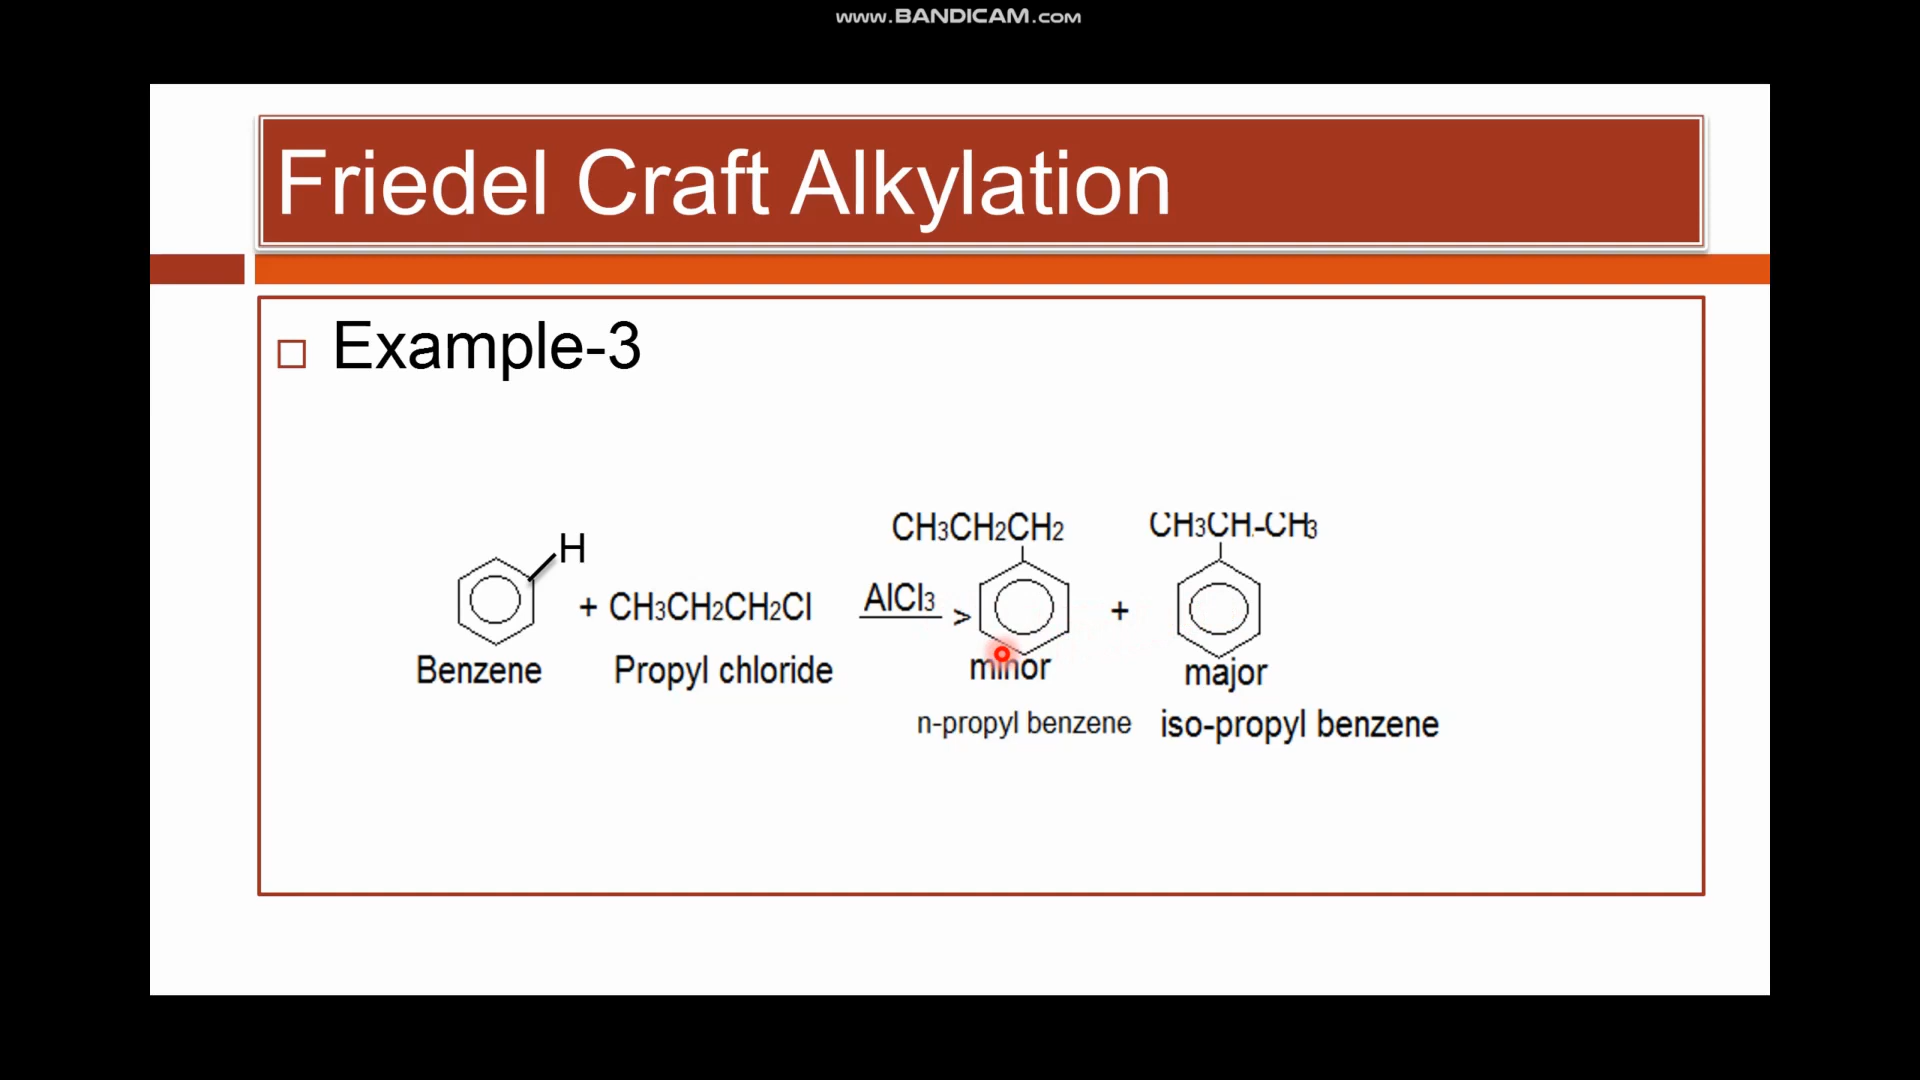 www.BANDICAM.com
Friedel Craft Alkylation
Example-3
CH3CH2CH2
CH3CH-CH3
H
+ CH3CH2CH2Cl
AlCl3
>
+
Benzene
Propyl chloride
minor
major
n-propyl benzene
iso-propyl benzene